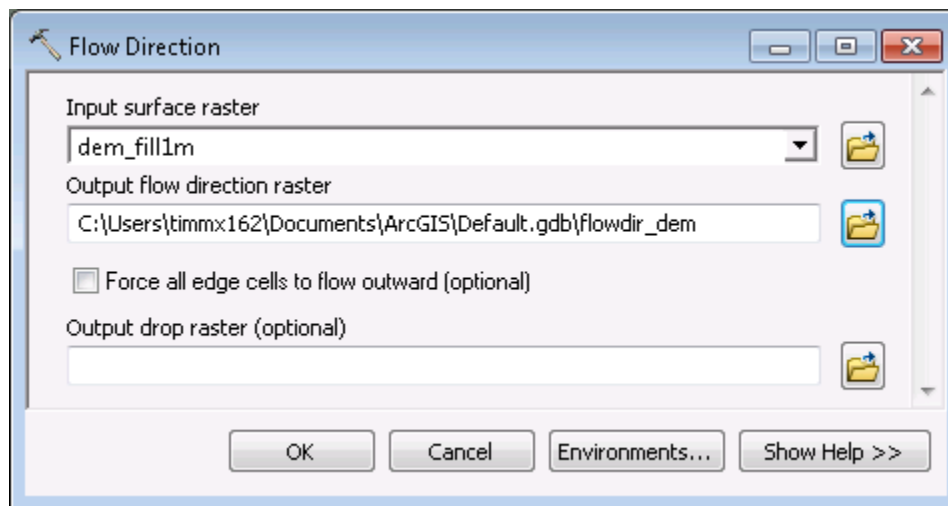 Flow Direction
Input surface raster
dem_fill1m
Output flow direction raster
C:\Users\timmx162\Documents\ArcGIS\Default.gdb\flowdir_dem
Force all edge cells to flow outward (optional)
Output drop raster (optional)
OK Cancel Environments... Show Help >>